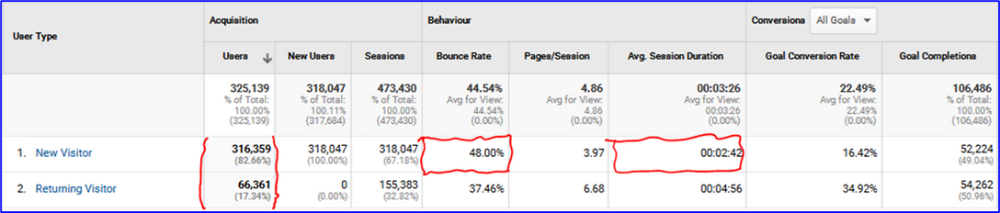 User Type
Acquisition
Behaviour
Conversions All Goals
Users
New Users
Sessions
Bounce Rate
Pages/Session
Avg. Session Duration
Goal Conversion Rate
Goal Completions
325,139
% of Total:
100.00%
(325,139)
318,047
% of Total:
100.11%
(317,684)
473,430
% of Total:
100.00%
(473,430)
44.54%
Avg for View:
44.54%
(0.00%)
4.86
Avg for View:
4.86
(0.00%)
00:03:26
Avg for View:
00:03:26
(0.00%)
22.49%
Avg for View:
22.49%
(0.00%)
106,486
% of Total:
100.00%
(106,486)
1. New Visitor
316,359
(82.66%)
318,047
(100.00%)
318,047
(67.18%)
48.00%
3.97
00:02:42
16.42%
52,224
(49.04%)
2. Returning Visitor
66,361
(17.34%)
0
(0.00%)
155,383
(32.82%)
37.46%
6.68
00:04:56
34.92%
54,262
(50.96%)